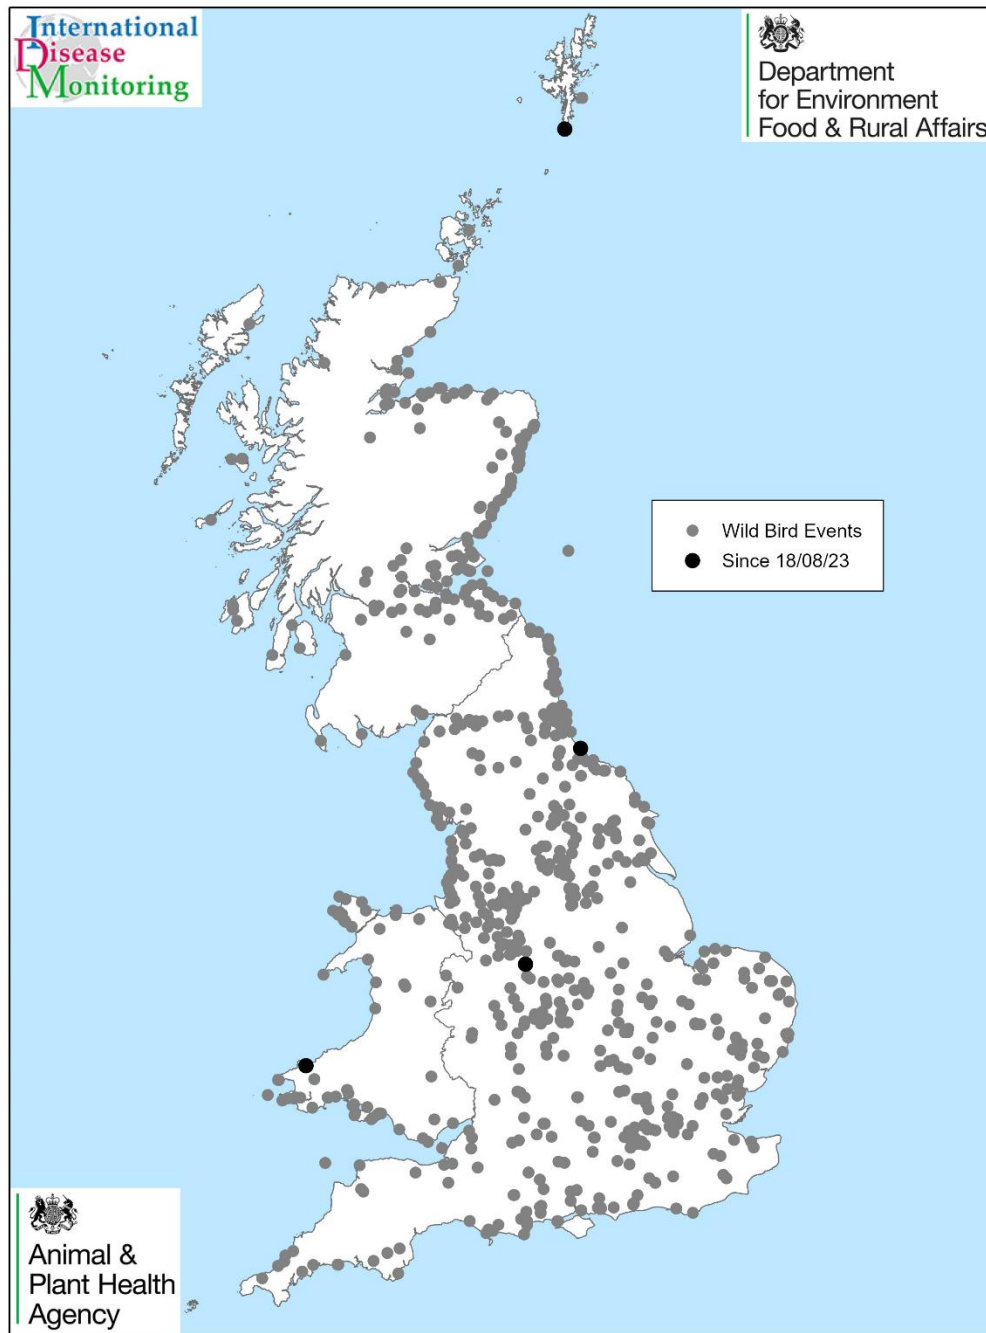 International
Disease
Monitoring
Department
for Environment
Food & Rural Affairs
Wild Bird Events
Since 18/08/23
Animal &
Plant Health
Agency